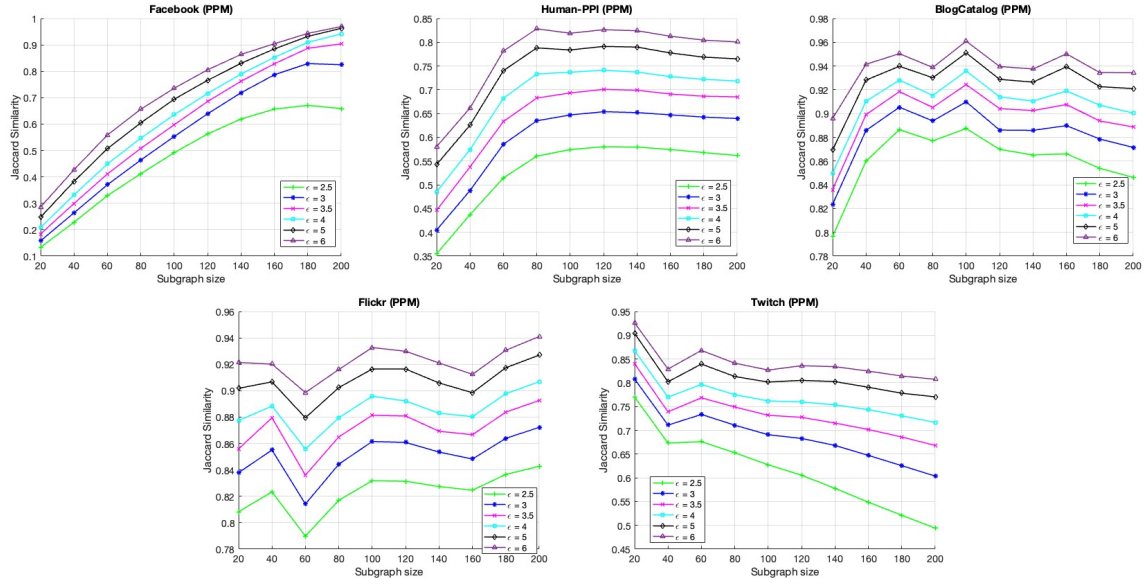 Facebook (PPM)
Jaccard Similarity
1
0.9
0.8
0.7
0.6
0.5
0.4
0.3
0.2
0.1
ϵ = 2.5
ϵ = 3
ϵ = 3.5
ϵ = 4
ϵ = 5
ϵ = 6
20 40 60 80 100 120 140 160 180 200
Subgraph size
Human-PPI (PPM)
Jaccard Similarity
0.85
0.8
0.75
0.7
0.65
0.6
0.55
0.5
0.45
0.4
0.35
ϵ = 2.5
ϵ = 3
ϵ = 3.5
ϵ = 4
ϵ = 5
ϵ = 6
20 40 60 80 100 120 140 160 180 200
Subgraph size
BlogCatalog (PPM)
Jaccard Similarity
0.98
0.96
0.94
0.92
0.9
0.88
0.86
0.84
0.82
0.8
0.78
ϵ = 2.5
ϵ = 3
ϵ = 3.5
ϵ = 4
ϵ = 5
ϵ = 6
20 40 60 80 100 120 140 160 180 200
Subgraph size
Flickr (PPM)
Jaccard Similarity
0.96
0.94
0.92
0.9
0.88
0.86
0.84
0.82
0.8
0.78
ϵ = 2.5
ϵ = 3
ϵ = 3.5
ϵ = 4
ϵ = 5
ϵ = 6
20 40 60 80 100 120 140 160 180 200
Subgraph size
Twitch (PPM)
Jaccard Similarity
0.95
0.9
0.85
0.8
0.75
0.7
0.65
0.6
0.55
0.5
0.45
ϵ = 2.5
ϵ = 3
ϵ = 3.5
ϵ = 4
ϵ = 5
ϵ = 6
20 40 60 80 100 120 140 160 180 200
Subgraph size